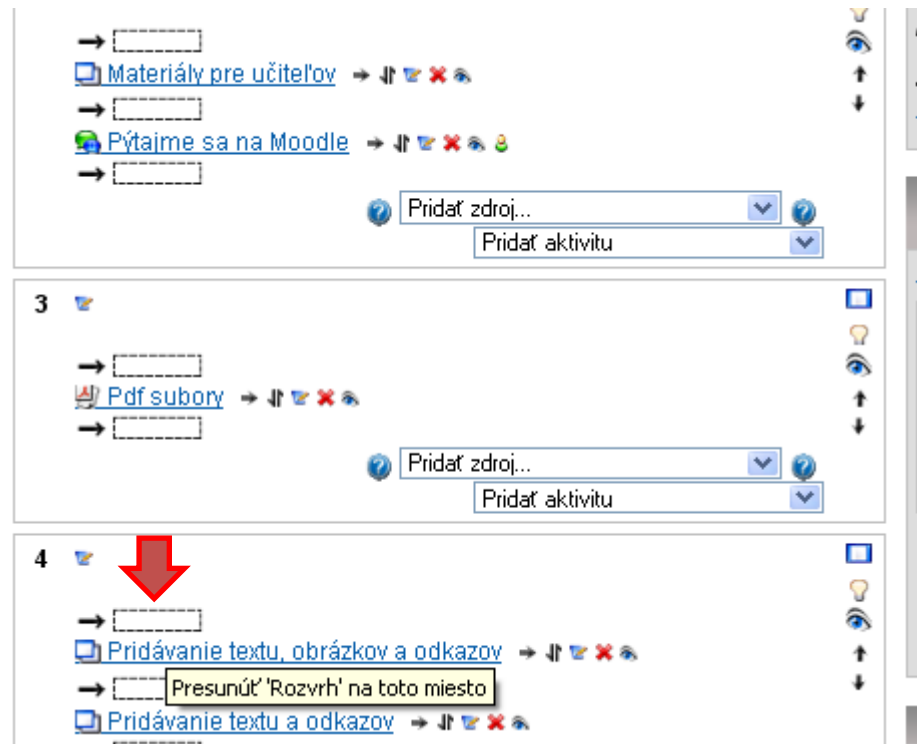 Materiály pre učiteľov
Pýtajme sa na Moodle
Pridať zdroj...
Pridať aktivitu
3
Pdf subory
Pridať zdroj...
Pridať aktivitu
4
Pridávanie textu, obrázkov a odkazov
Presunúť 'Rozvrh' na toto miesto
Pridávanie textu a odkazov